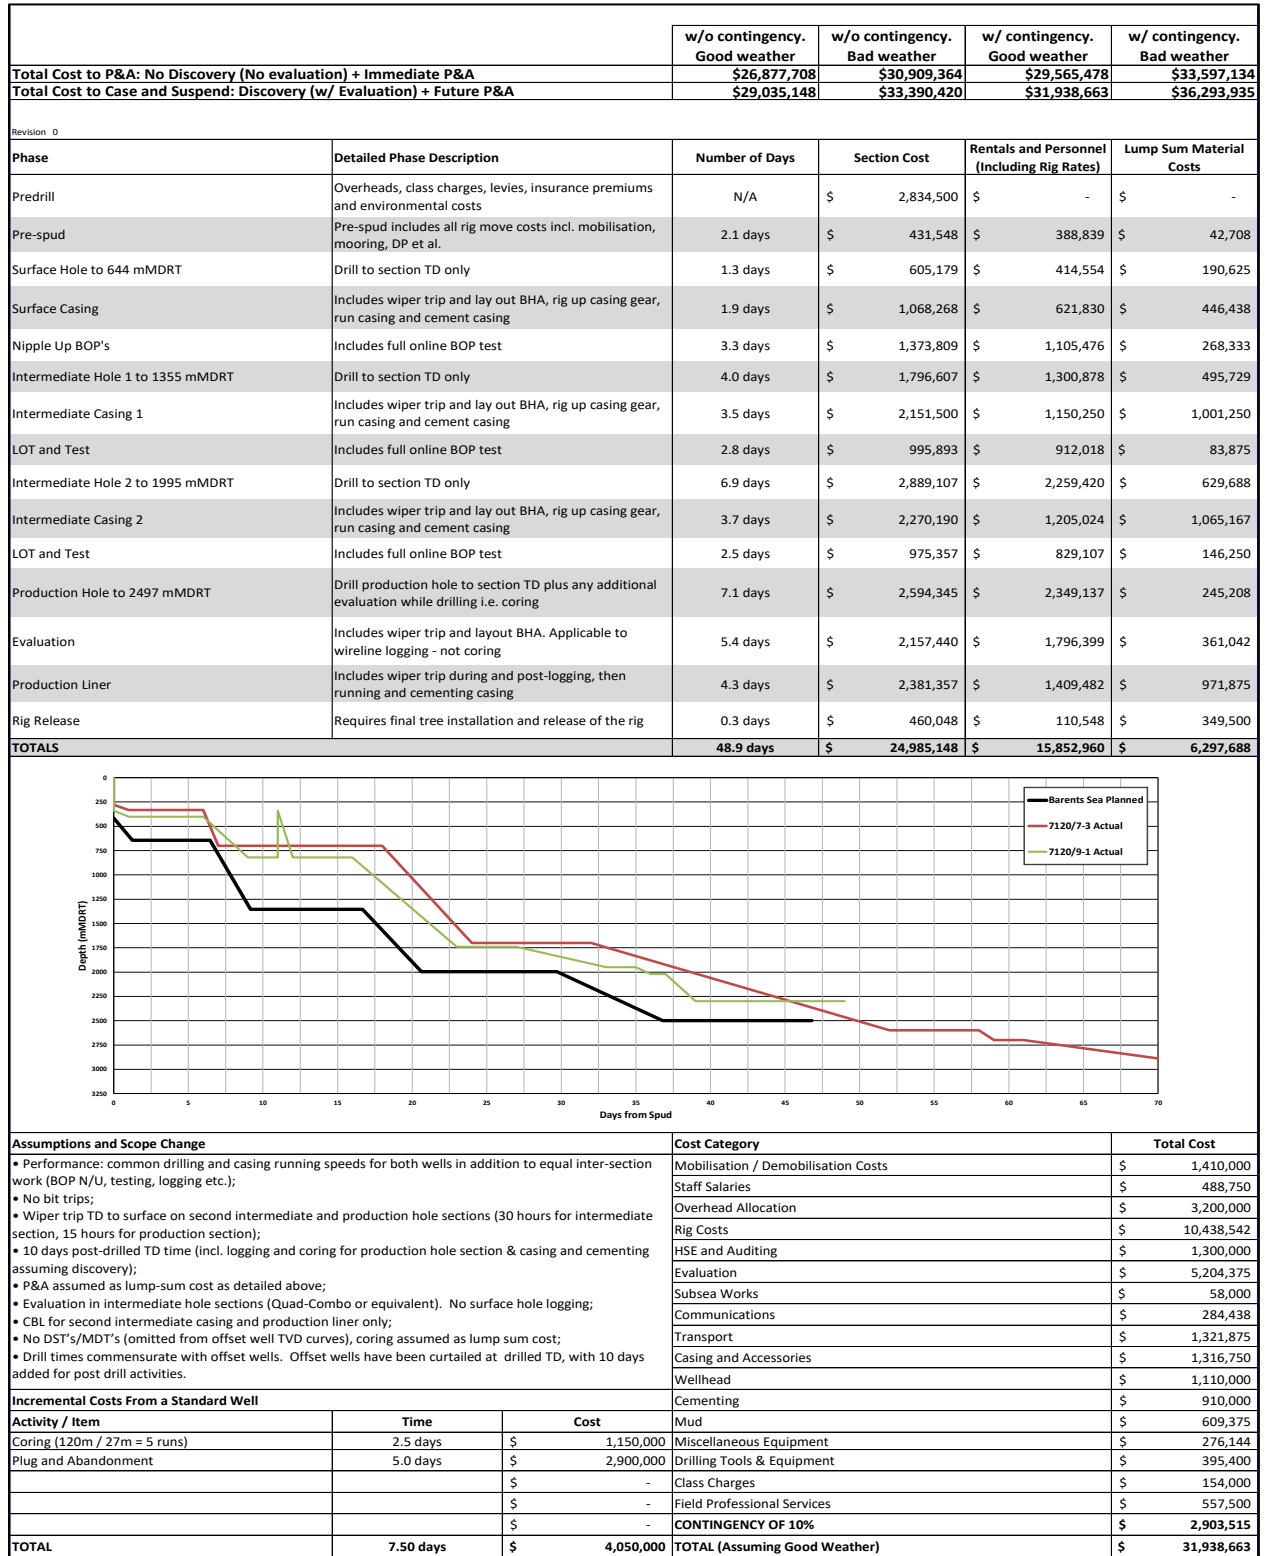 w/o contingency. w/o contingency. w/ contingency. w/ contingency.
Good weather Bad weather Good weather Bad weather
Total Cost to P&A: No Discovery (No evaluation) + Immediate P&A $26,877,708 $30,909,364 $29,565,478 $33,597,134
Total Cost to Case and Suspend: Discovery (w/ Evaluation) + Future P&A $29,035,148 $33,390,420 $31,938,663 $36,293,935
Revision 0
Phase Detailed Phase Description Number of Days Section Cost Rentals and Personnel (Including Rig Rates) Lump Sum Material Costs
Predrill Overheads, class charges, levies, insurance premiums and environmental costs N/A $ 2,834,500 $ - $ -
Pre-spud Pre-spud includes all rig move costs incl. mobilisation, mooring, DP et al. 2.1 days $ 431,548 $ 388,839 $ 42,708
Surface Hole to 644 mMDRT Drill to section TD only 1.3 days $ 605,179 $ 414,554 $ 190,625
Surface Casing Includes wiper trip and lay out BHA, rig up casing gear, run casing and cement casing 1.9 days $ 1,068,268 $ 621,830 $ 446,438
Nipple Up BOP's Includes full online BOP test 3.3 days $ 1,373,809 $ 1,105,476 $ 268,333
Intermediate Hole 1 to 1355 mMDRT Drill to section TD only 4.0 days $ 1,796,607 $ 1,300,878 $ 495,729
Intermediate Casing 1 Includes wiper trip and lay out BHA, rig up casing gear, run casing and cement casing 3.5 days $ 2,151,500 $ 1,150,250 $ 1,001,250
LOT and Test Includes full online BOP test 2.8 days $ 995,893 $ 912,018 $ 83,875
Intermediate Hole 2 to 1995 mMDRT Drill to section TD only 6.9 days $ 2,889,107 $ 2,259,420 $ 629,688
Intermediate Casing 2 Includes wiper trip and lay out BHA, rig up casing gear, run casing and cement casing 3.7 days $ 2,270,190 $ 1,205,024 $ 1,065,167
LOT and Test Includes full online BOP test 2.5 days $ 975,357 $ 829,107 $ 146,250
Production Hole to 2497 mMDRT Drill production hole to section TD plus any additional evaluation while drilling i.e. coring 7.1 days $ 2,594,345 $ 2,349,137 $ 245,208
Evaluation Includes wiper trip and layout BHA. Applicable to wireline logging - not coring 5.4 days $ 2,157,440 $ 1,796,399 $ 361,042
Production Liner Includes wiper trip during and post-logging, then running and cementing casing 4.3 days $ 2,381,357 $ 1,409,482 $ 971,875
Rig Release Requires final tree installation and release of the rig 0.3 days $ 460,048 $ 110,548 $ 349,500
TOTALS 48.9 days $ 24,985,148 $ 15,852,960 $ 6,297,688
Barents Sea Planned
7120/7-3 Actual
7120/9-1 Actual
Depth (mMDRT)
0
250
500
750
1000
1250
1500
1750
2000
2250
2500
2750
3000
3250
0 5 10 15 20 25 30 35 40 45 50 55 60 65 70
Days from Spud
Assumptions and Scope Change
• Performance: common drilling and casing running speeds for both wells in addition to equal inter-section
work (BOP N/U, testing, logging etc.);
• No bit trips;
• Wiper trip TD to surface on second intermediate and production hole sections (30 hours for intermediate
section, 15 hours for production section);
• 10 days post-drilled TD time (incl. logging and coring for production hole section & casing and cementing
assuming discovery);
• P&A assumed as lump-sum cost as detailed above;
• Evaluation in intermediate hole sections (Quad-Combo or equivalent). No surface hole logging;
• CBL for second intermediate casing and production liner only;
• No DST's/MDT's (omitted from offset well TVD curves), coring assumed as lump sum cost;
• Drill times commensurate with offset wells. Offset wells have been curtailed at drilled TD, with 10 days
added for post drill activities.
Incremental Costs From a Standard Well
Activity / Item Time Cost
Coring (120m / 27m = 5 runs) 2.5 days $ 1,150,000
Plug and Abandonment 5.0 days $ 2,900,000
$ -
$ -
$ -
TOTAL 7.50 days $ 4,050,000
Cost Category Total Cost
Mobilisation / Demobilisation Costs $ 1,410,000
Staff Salaries $ 488,750
Overhead Allocation $ 3,200,000
Rig Costs $ 10,438,542
HSE and Auditing $ 1,300,000
Evaluation $ 5,204,375
Subsea Works $ 58,000
Communications $ 284,438
Transport $ 1,321,875
Casing and Accessories $ 1,316,750
Wellhead $ 1,110,000
Cementing $ 910,000
Mud $ 609,375
Miscellaneous Equipment $ 276,144
Drilling Tools & Equipment $ 395,400
Class Charges $ 154,000
Field Professional Services $ 557,500
CONTINGENCY OF 10% $ 2,903,515
TOTAL (Assuming Good Weather) $ 31,938,663